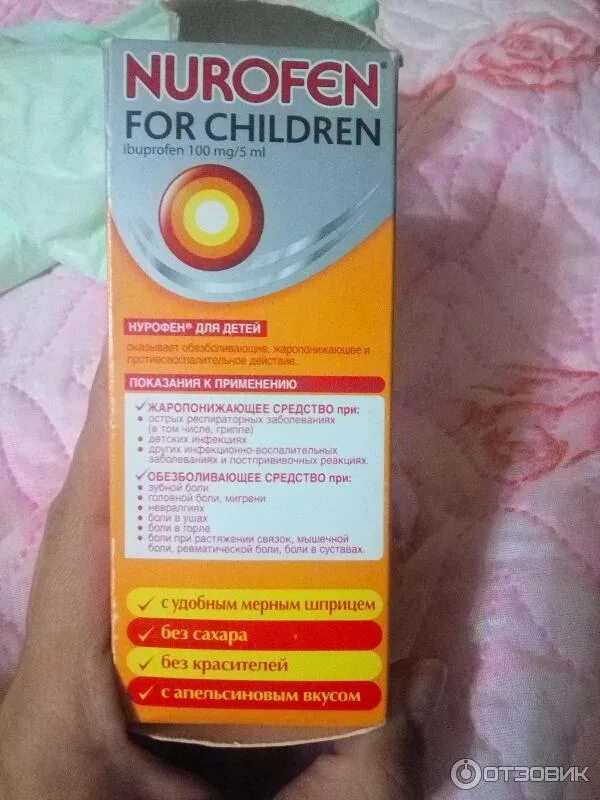 NUROFEN®
FOR CHILDREN
ibuprofen 100 mg/5 ml
НУРОФЕН® ДЛЯ ДЕТЕЙ
оказывает обезболивающие, жаропонижающее и
противовоспалительное действие.
ПОКАЗАНИЯ К ПРИМЕНЕНИЮ
✓ЖАРОПОНИЖАЮЩЕЕ СРЕДСТВО при:
• острых респираторных заболеваниях
(в том числе, гриппе)
• детских инфекциях
• других инфекционно-воспалительных
заболеваниях и постпрививочных реакциях.
✓ОБЕЗБОЛИВАЮЩЕЕ СРЕДСТВО при:
• зубной боли
• головной боли, мигрени
• невралгиях
• боли в ушах
• боли в горле
• боли при растяжении связок, мышечной
боли, ревматической боли, боли в суставах.
✓ с удобным мерным шприцем
✓ без сахара
✓ без красителей
✓ с апельсиновым вкусом
ОТЗОВИК